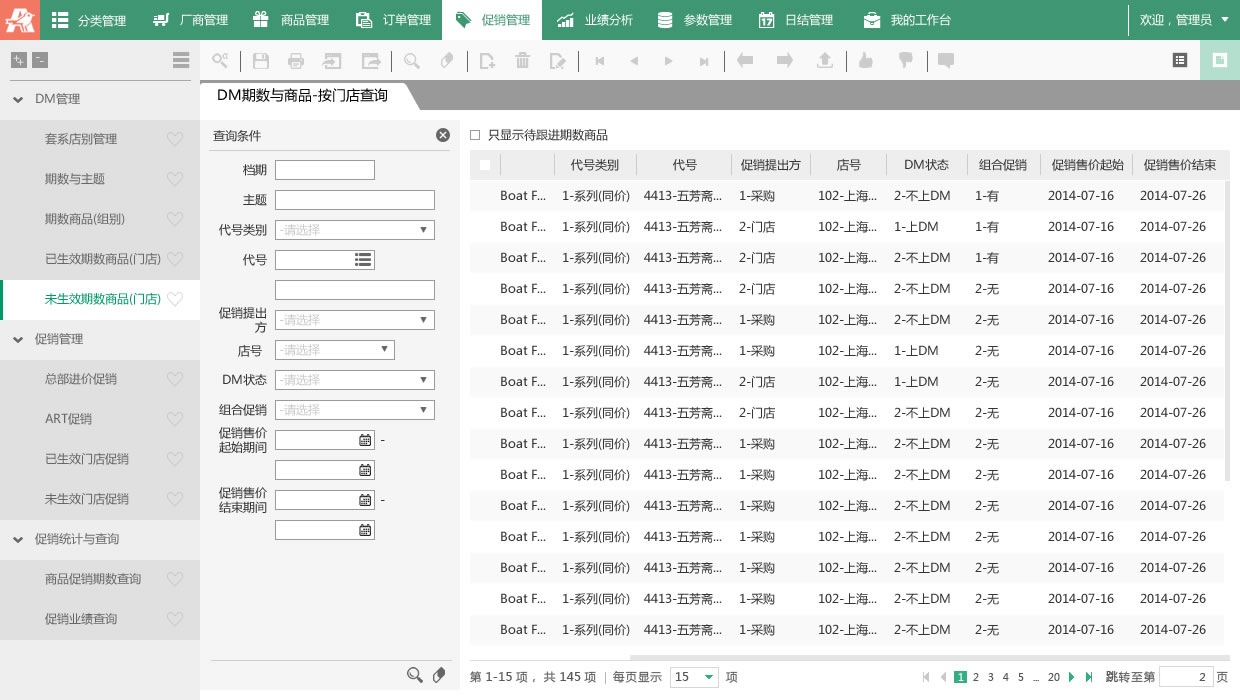 分类管理 厂商管理 商品管理 订单管理 促销管理 业绩分析 参数管理 日结管理 我的工作台 欢迎，管理员
DM管理
套系店别管理
期数与主题
期数商品(组别)
已生效期数商品(门店)
未生效期数商品(门店)
促销管理
总部进价促销
ART促销
已生效门店促销
未生效门店促销
促销统计与查询
商品促销期数查询
促销业绩查询
DM期数与商品-按门店查询
查询条件
档期
主题
代号类别 -请选择
代号
促销提出
方 -请选择
店号 -请选择
DM状态 -请选择
组合促销 -请选择
促销售价
起始期间 -
促销售价
结束期间 -
只显示待跟进期数商品
代号类别 代号 促销提出方 店号 DM状态 组合促销 促销售价起始 促销售价结束
Boat F... 1-系列(同价) 4413-五芳斋... 1-采购 102-上海... 2-不上DM 1-有 2014-07-16 2014-07-26
Boat F... 1-系列(同价) 4413-五芳斋... 2-门店 102-上海... 1-上DM 1-有 2014-07-16 2014-07-26
Boat F... 1-系列(同价) 4413-五芳斋... 2-门店 102-上海... 2-不上DM 1-有 2014-07-16 2014-07-26
Boat F... 1-系列(同价) 4413-五芳斋... 2-门店 102-上海... 2-不上DM 2-无 2014-07-16 2014-07-26
Boat F... 1-系列(同价) 4413-五芳斋... 1-采购 102-上海... 2-不上DM 2-无 2014-07-16 2014-07-26
Boat F... 1-系列(同价) 4413-五芳斋... 1-采购 102-上海... 1-上DM 2-无 2014-07-16 2014-07-26
Boat F... 1-系列(同价) 4413-五芳斋... 2-门店 102-上海... 1-上DM 2-无 2014-07-16 2014-07-26
Boat F... 1-系列(同价) 4413-五芳斋... 2-门店 102-上海... 2-不上DM 2-无 2014-07-16 2014-07-26
Boat F... 1-系列(同价) 4413-五芳斋... 1-采购 102-上海... 2-不上DM 2-无 2014-07-16 2014-07-26
Boat F... 1-系列(同价) 4413-五芳斋... 1-采购 102-上海... 2-不上DM 2-无 2014-07-16 2014-07-26
Boat F... 1-系列(同价) 4413-五芳斋... 1-采购 102-上海... 2-不上DM 2-无 2014-07-16 2014-07-26
Boat F... 1-系列(同价) 4413-五芳斋... 1-采购 102-上海... 2-不上DM 2-无 2014-07-16 2014-07-26
Boat F... 1-系列(同价) 4413-五芳斋... 1-采购 102-上海... 2-不上DM 2-无 2014-07-16 2014-07-26
Boat F... 1-系列(同价) 4413-五芳斋... 1-采购 102-上海... 2-不上DM 2-无 2014-07-16 2014-07-26
Boat F... 1-系列(同价) 4413-五芳斋... 1-采购 102-上海... 2-不上DM 2-无 2014-07-16 2014-07-26
第 1-15 项，共 145 项 | 每页显示 15 项 1 2 3 4 5 ... 20 跳转至第 2 页